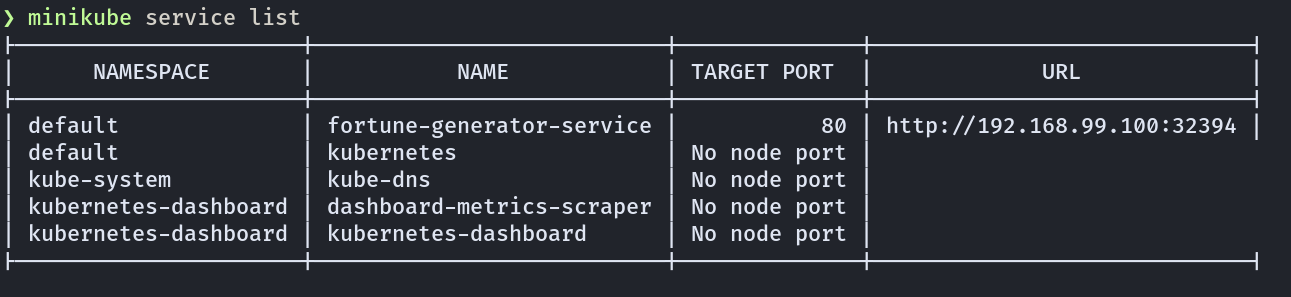 ❯ minikube service list
|----------------------|---------------------------|--------------|-----------------------------|
|      NAMESPACE       |           NAME            | TARGET PORT  |             URL             |
|----------------------|---------------------------|--------------|-----------------------------|
| default              | fortune-generator-service |           80 | http://192.168.99.100:32394 |
| default              | kubernetes                | No node port |
| kube-system          | kube-dns                  | No node port |
| kubernetes-dashboard | dashboard-metrics-scraper | No node port |
| kubernetes-dashboard | kubernetes-dashboard      | No node port |
|----------------------|---------------------------|--------------|-----------------------------|